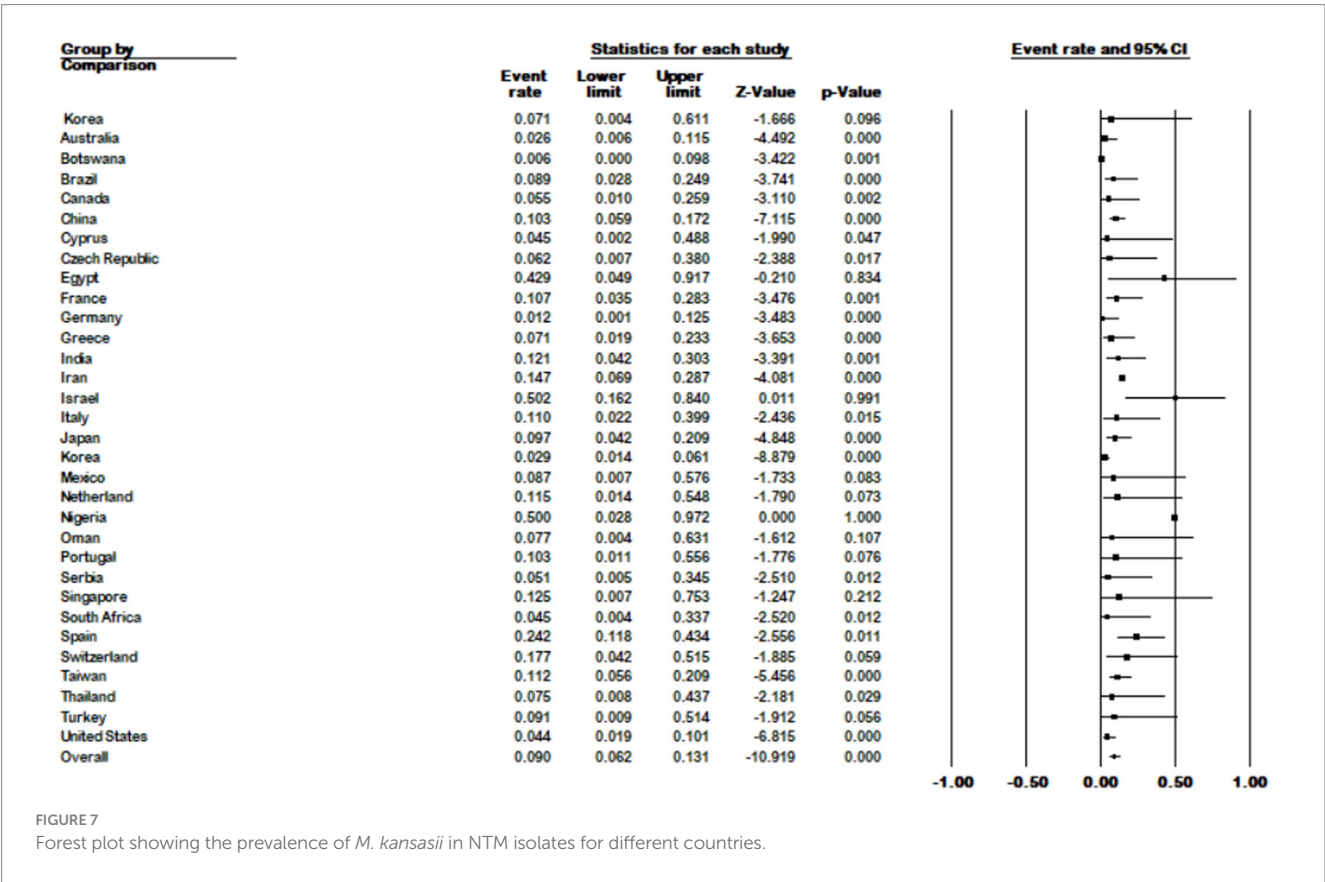 Group by Statistics for each study Event rate and 95% CI
Comparison
Event rate Lower limit Upper limit Z-Value p-Value
Korea 0.071 0.004 0.611 -1.666 0.096
Australia 0.026 0.006 0.115 -4.492 0.000
Botswana 0.006 0.000 0.098 -3.422 0.001
Brazil 0.089 0.028 0.249 -3.741 0.000
Canada 0.055 0.010 0.259 -3.110 0.002
China 0.103 0.059 0.172 -7.115 0.000
Cyprus 0.045 0.002 0.488 -1.990 0.047
Czech Republic 0.062 0.007 0.380 -2.388 0.017
Egypt 0.429 0.049 0.917 -0.210 0.834
France 0.107 0.035 0.283 -3.476 0.001
Germany 0.012 0.001 0.125 -3.483 0.000
Greece 0.071 0.019 0.233 -3.653 0.000
India 0.121 0.042 0.303 -3.391 0.001
Iran 0.147 0.069 0.287 -4.081 0.000
Israel 0.502 0.162 0.840 0.011 0.991
Italy 0.110 0.022 0.399 -2.436 0.015
Japan 0.097 0.042 0.209 -4.848 0.000
Korea 0.029 0.014 0.061 -8.879 0.000
Mexico 0.087 0.007 0.576 -1.733 0.083
Netherland 0.115 0.014 0.548 -1.790 0.073
Nigeria 0.500 0.028 0.972 0.000 1.000
Oman 0.077 0.004 0.631 -1.612 0.107
Portugal 0.103 0.011 0.556 -1.776 0.076
Serbia 0.051 0.005 0.345 -2.510 0.012
Singapore 0.125 0.007 0.753 -1.247 0.212
South Africa 0.045 0.004 0.337 -2.520 0.012
Spain 0.242 0.118 0.434 -2.556 0.011
Switzerland 0.177 0.042 0.515 -1.885 0.059
Taiwan 0.112 0.056 0.209 -5.456 0.000
Thailand 0.075 0.008 0.437 -2.181 0.029
Turkey 0.091 0.009 0.514 -1.912 0.056
United States 0.044 0.019 0.101 -6.815 0.000
Overall 0.090 0.062 0.131 -10.919 0.000
-1.00 -0.50 0.00 0.50 1.00
FIGURE 7
Forest plot showing the prevalence of M. kansasii in NTM isolates for different countries.